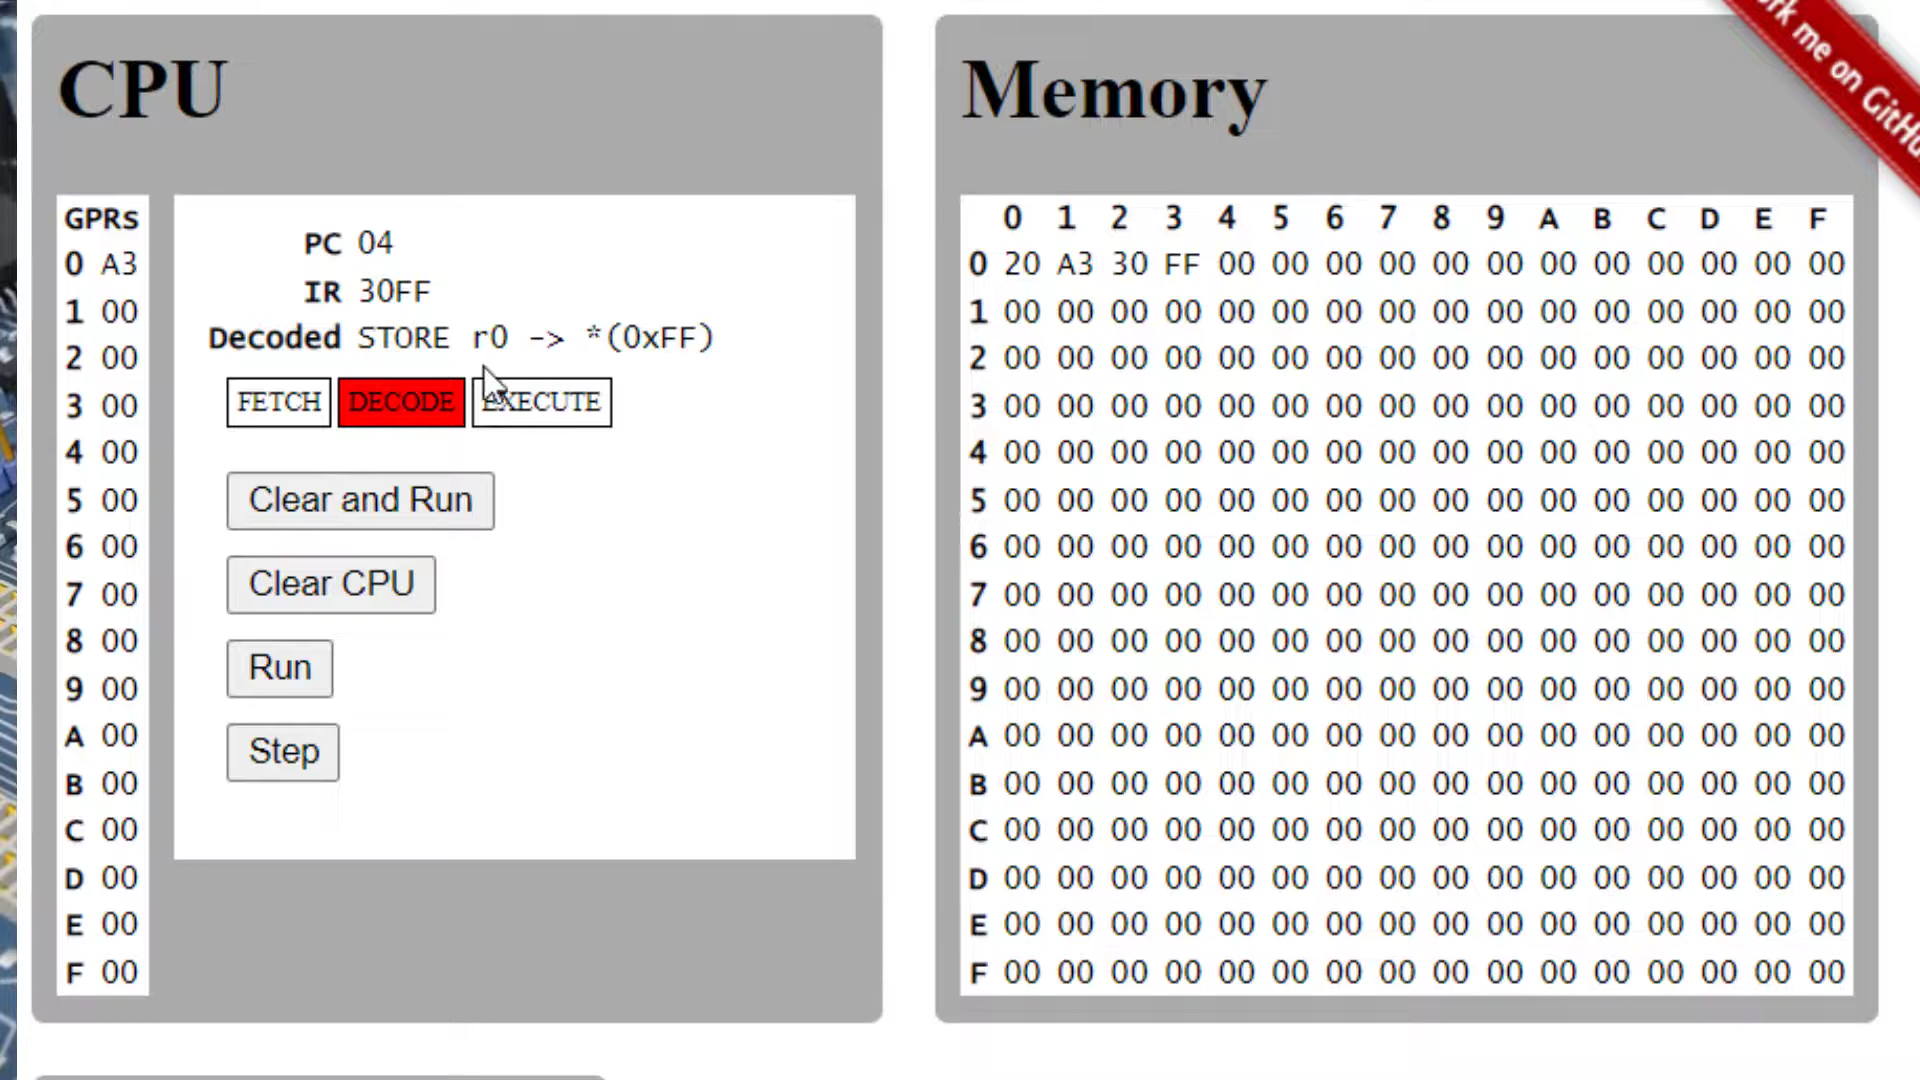 CPU
GPRs
0 A3
1 00
2 00
3 00
4 00
5 00
6 00
7 00
8 00
9 00
A 00
B 00
C 00
D 00
E 00
F 00
PC 04
IR 30FF
Decoded STORE r0 -> *(0xFF)
FETCH DECODE EXECUTE
Clear and Run
Clear CPU
Run
Step
Memory
0 1 2 3 4 5 6 7 8 9 A B C D E F
0 20 A3 30 FF 00 00 00 00 00 00 00 00 00 00 00 00
1 00 00 00 00 00 00 00 00 00 00 00 00 00 00 00 00
2 00 00 00 00 00 00 00 00 00 00 00 00 00 00 00 00
3 00 00 00 00 00 00 00 00 00 00 00 00 00 00 00 00
4 00 00 00 00 00 00 00 00 00 00 00 00 00 00 00 00
5 00 00 00 00 00 00 00 00 00 00 00 00 00 00 00 00
6 00 00 00 00 00 00 00 00 00 00 00 00 00 00 00 00
7 00 00 00 00 00 00 00 00 00 00 00 00 00 00 00 00
8 00 00 00 00 00 00 00 00 00 00 00 00 00 00 00 00
9 00 00 00 00 00 00 00 00 00 00 00 00 00 00 00 00
A 00 00 00 00 00 00 00 00 00 00 00 00 00 00 00 00
B 00 00 00 00 00 00 00 00 00 00 00 00 00 00 00 00
C 00 00 00 00 00 00 00 00 00 00 00 00 00 00 00 00
D 00 00 00 00 00 00 00 00 00 00 00 00 00 00 00 00
E 00 00 00 00 00 00 00 00 00 00 00 00 00 00 00 00
F 00 00 00 00 00 00 00 00 00 00 00 00 00 00 00 00
me on